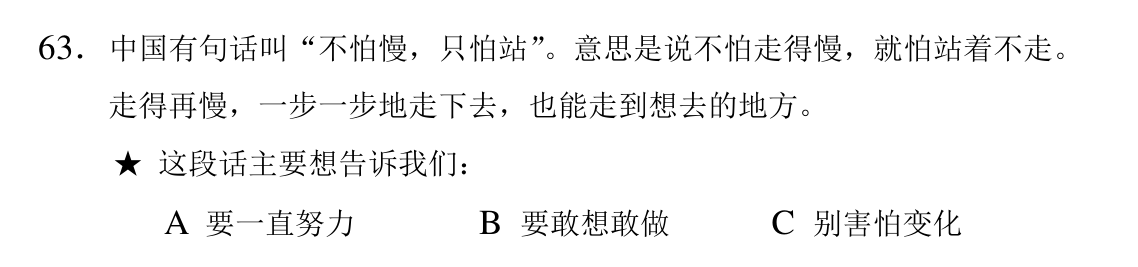 63．中国有句话叫“不怕慢，只怕站”。意思是说不怕走得慢，就怕站着不走。
走得再慢，一步一步地走下去，也能走到想去的地方。
★ 这段话主要想告诉我们：
A 要一直努力 B 要敢想敢做 C 别害怕变化